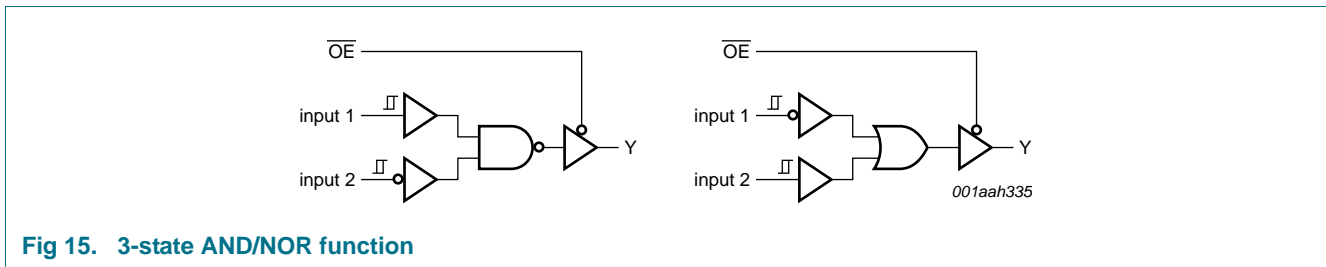 OE OE
input 1 Y input 1 Y
input 2 input 2
001aah335
Fig 15. 3-state AND/NOR function